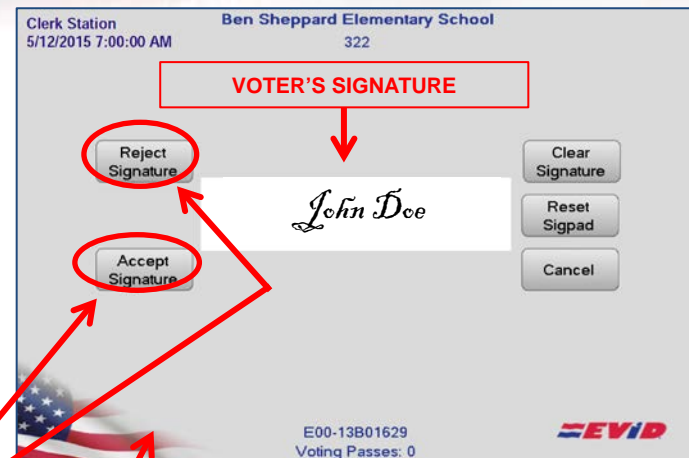 Clerk Station
5/12/2015 7:00:00 AM
Ben Sheppard Elementary School
322
VOTER'S SIGNATURE
Reject
Signature
Accept
Signature
John Doe
Clear
Signature
Reset
Sigpad
Cancel
E00-13B01629
Voting Passes: 0
EViD